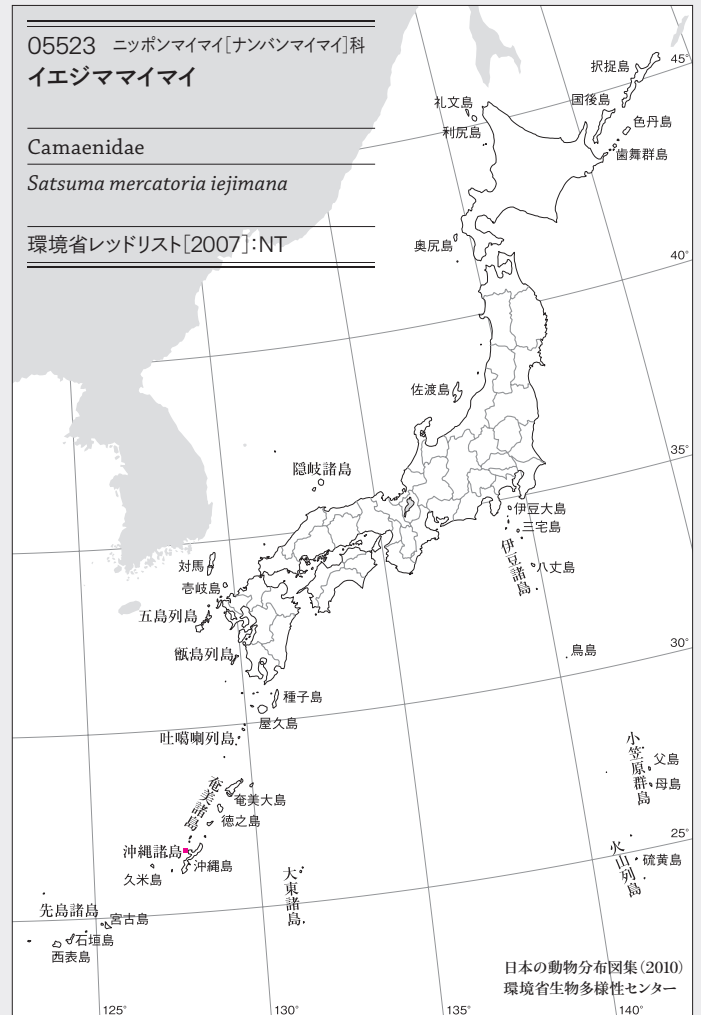 05523 ニッポンマイマイ[ナンバンマイマイ]科
イエジママイマイ
Camaenidae
Satsuma mercatoria iejimana
環境省レッドリスト[2007]:NT
択捉島
45°
礼文島
国後島
利尻島
色丹島
歯舞群島
奥尻島
40°
佐渡島
35°
隠岐諸島
伊豆大島
三宅島
伊豆諸島
八丈島
対馬
壱岐島
五島列島
甑島列島
鳥島
30°
種子島
屋久島
吐噶喇列島
小笠原群島
父島
母島
奄美諸島
奄美大島
徳之島
25°
沖縄諸島
沖縄島
久米島
火山列島
硫黄島
大東諸島
先島諸島
宮古島
石垣島
西表島
日本の動物分布図集(2010)
環境省生物多様性センター
125°
130°
135°
140°